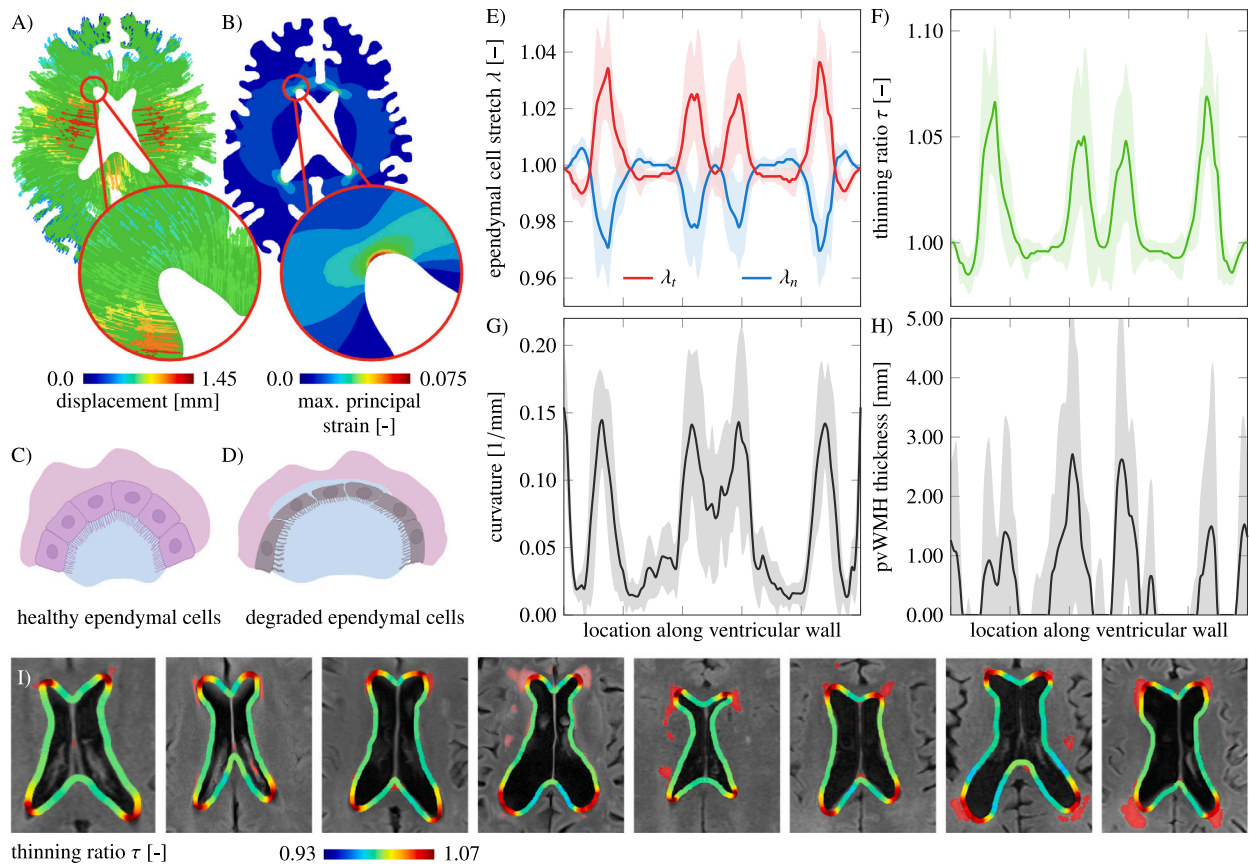 A)
B)
0.0 1.45
displacement [mm]
0.0 0.075
max. principal
strain [-]
C)
D)
healthy ependymal cells
degraded ependymal cells
E)
ependymal cell stretch λ [-]
1.04
1.02
1.00
0.98
0.96
λt
λn
F)
thinning ratio τ [-]
1.10
1.05
1.00
G)
curvature [1/mm]
0.20
0.15
0.10
0.05
0.00
location along ventricular wall
H)
pvWMH thickness [mm]
5.00
4.00
3.00
2.00
1.00
0.00
location along ventricular wall
I)
thinning ratio τ [-]
0.93 1.07